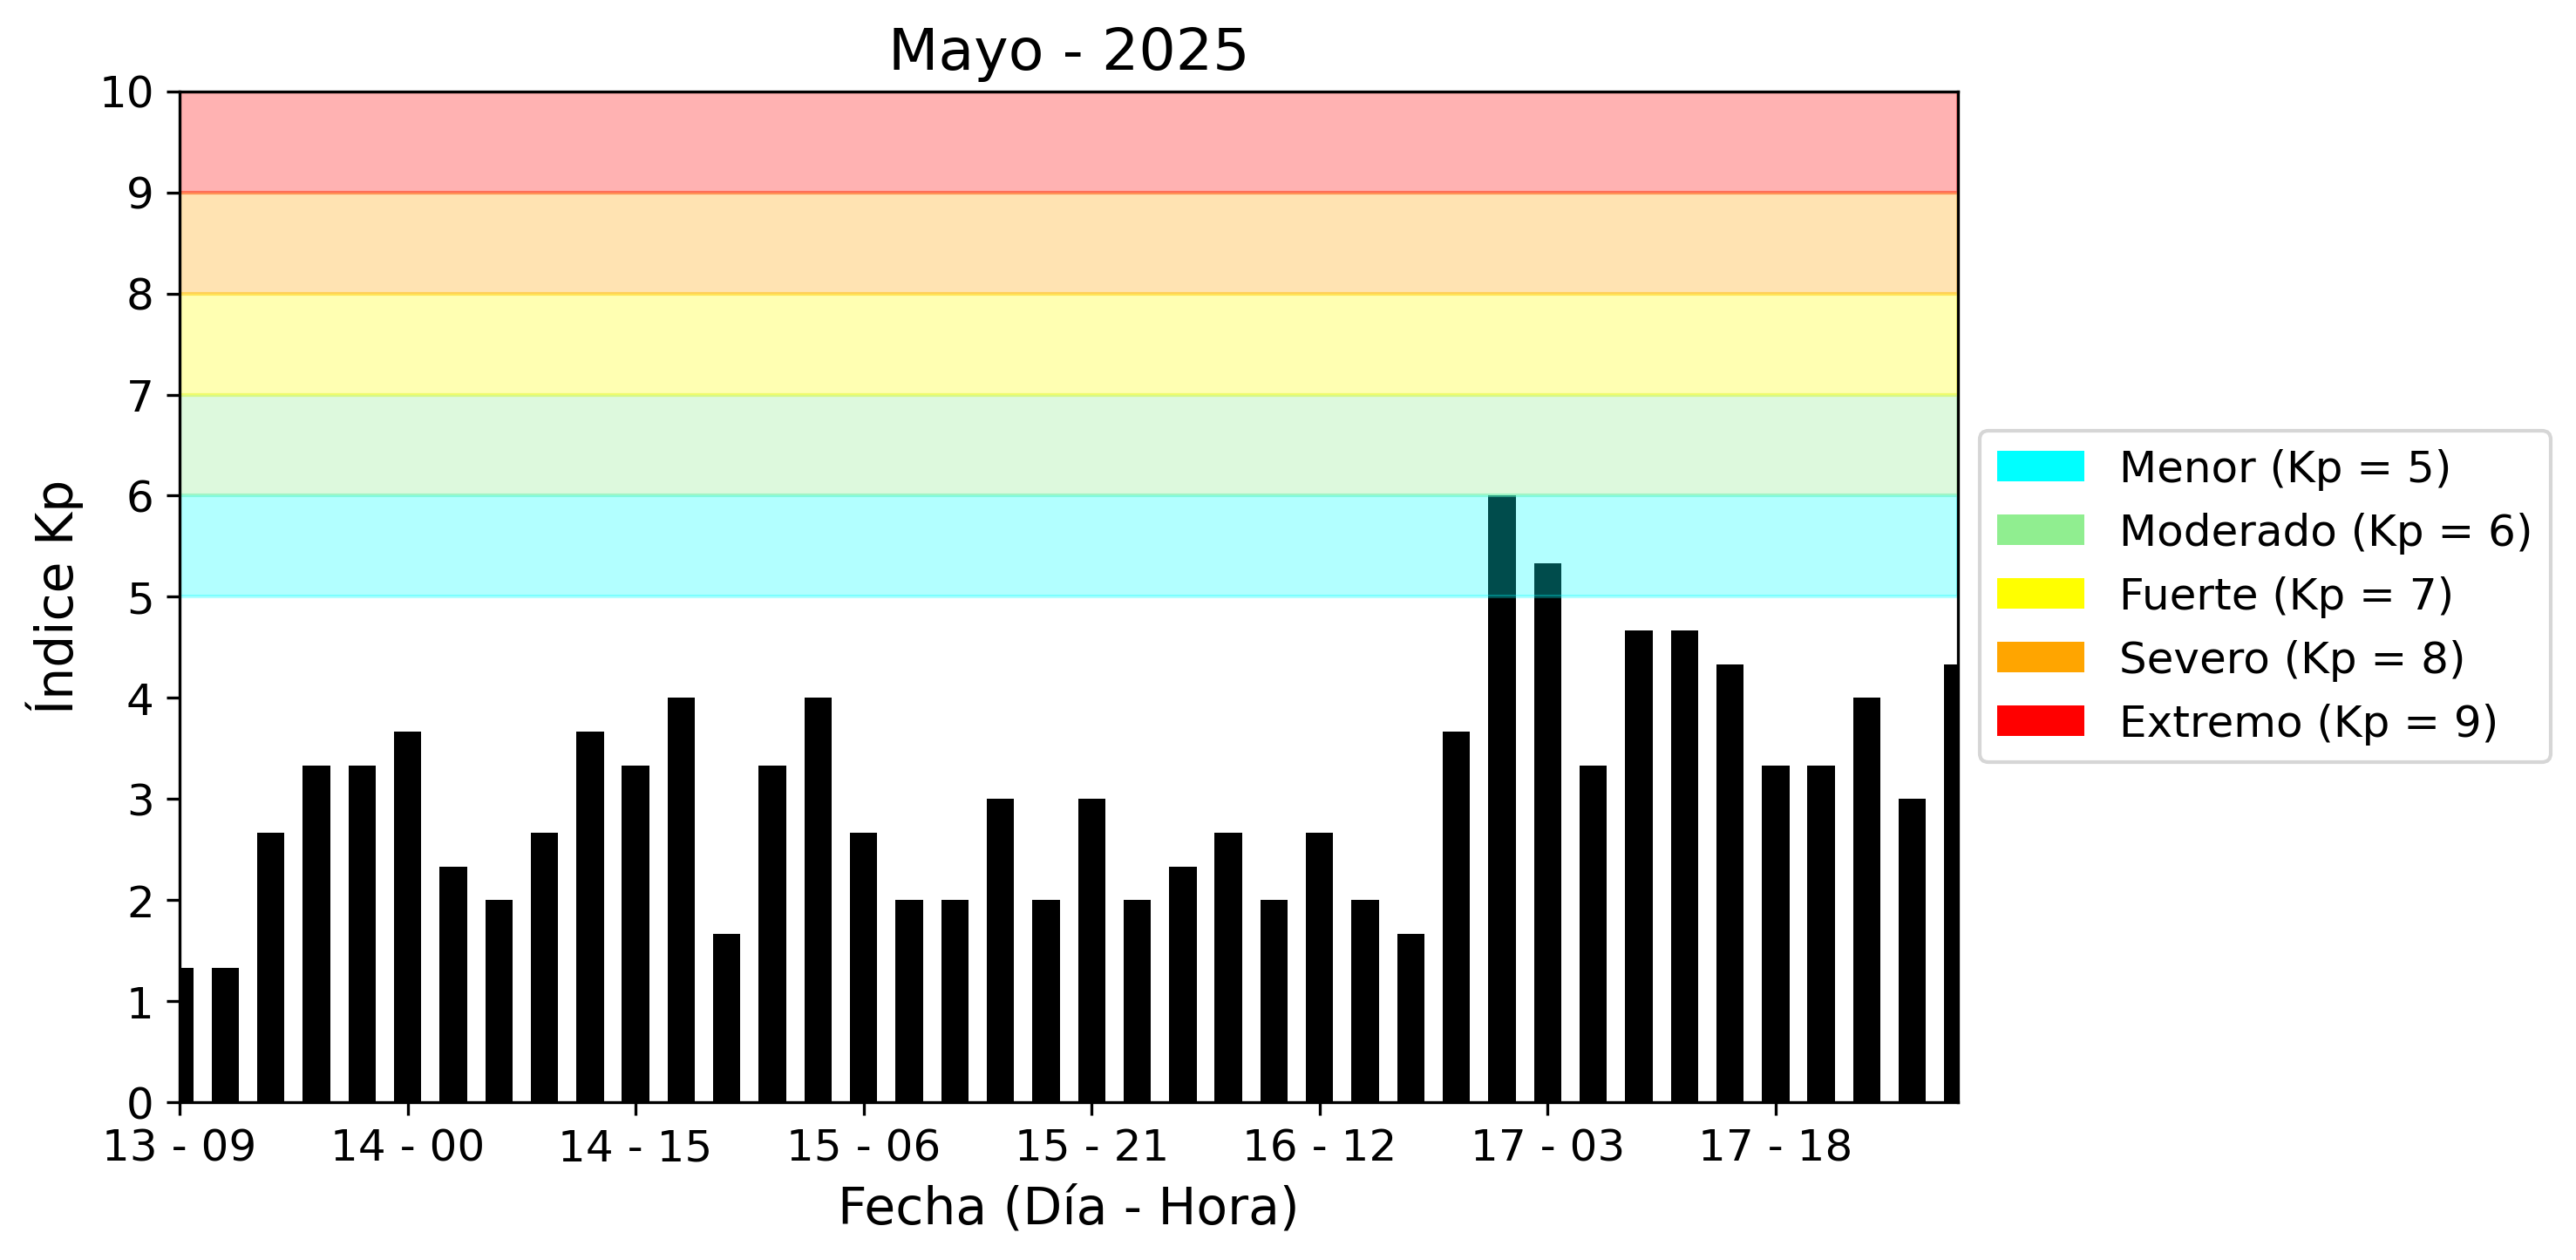 Mayo - 2025
10
9
8
7
6
5
4
3
2
1
0
Índice Kp
13 - 09
14 - 00
14 - 15
15 - 06
15 - 21
16 - 12
17 - 03
17 - 18
Fecha (Día - Hora)
Menor (Kp = 5)
Moderado (Kp = 6)
Fuerte (Kp = 7)
Severo (Kp = 8)
Extremo (Kp = 9)